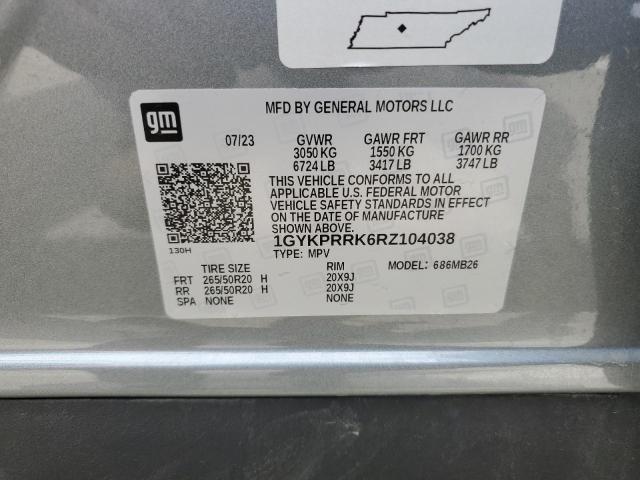 gm
MFD BY GENERAL MOTORS LLC
07/23 GVWR GAWR FRT GAWR RR
3050 KG 1550 KG 1700 KG
6724 LB 3417 LB 3747 LB
THIS VEHICLE CONFORMS TO ALL
APPLICABLE U.S. FEDERAL MOTOR
VEHICLE SAFETY STANDARDS IN EFFECT
ON THE DATE OF MANUFACTURE
SHOWN ABOVE.
1GYKPRRK6RZ104038
130H
TYPE: MPV
TIRE SIZE RIM MODEL: 686MB26
FRT 265/50R20 H 20X9J
RR 265/50R20 H 20X9J
SPA NONE NONE